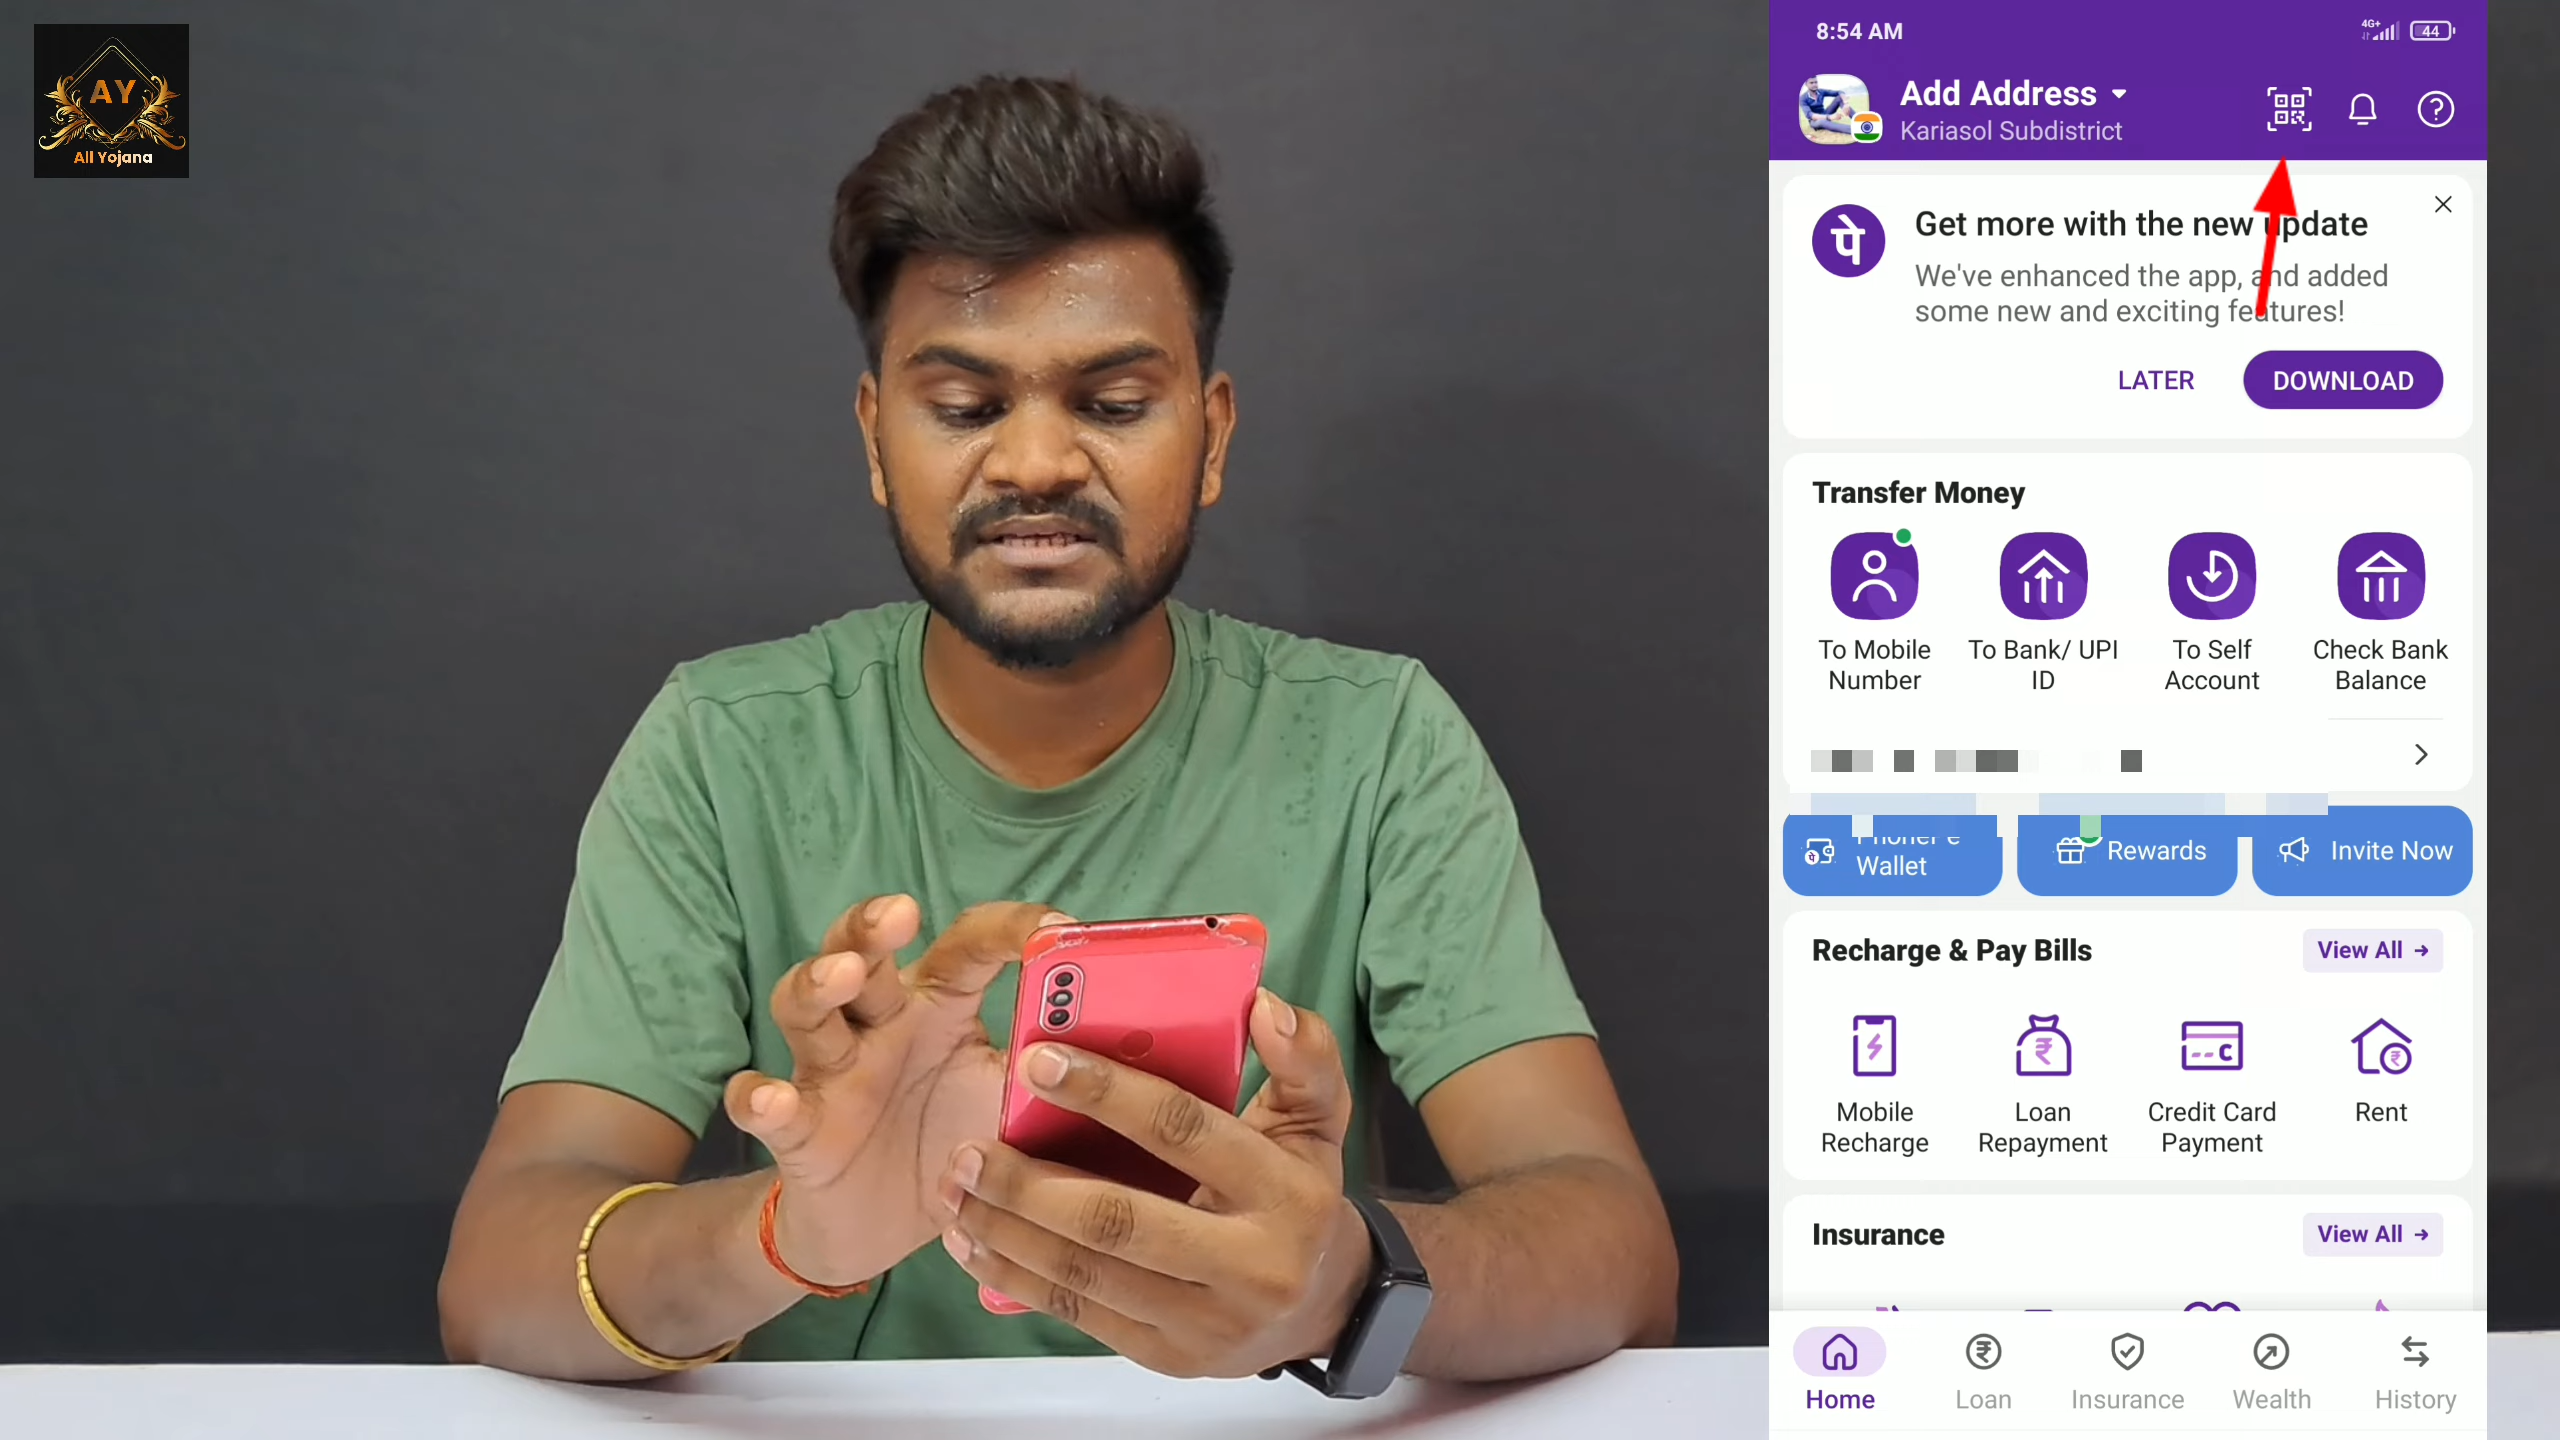 AY
All Yojana
8:54 AM
4G+
44
Add Address
Kariasol Subdistrict
पे
Get more with the new update
We've enhanced the app, and added
some new and exciting features!
LATER
DOWNLOAD
Transfer Money
To Mobile
Number
To Bank/ UPI
ID
To Self
Account
Check Bank
Balance
Wallet
Rewards
Invite Now
Recharge & Pay Bills
View All
Mobile
Recharge
Loan
Repayment
Credit Card
Payment
Rent
Insurance
View All
Home
Loan
Insurance
Wealth
History